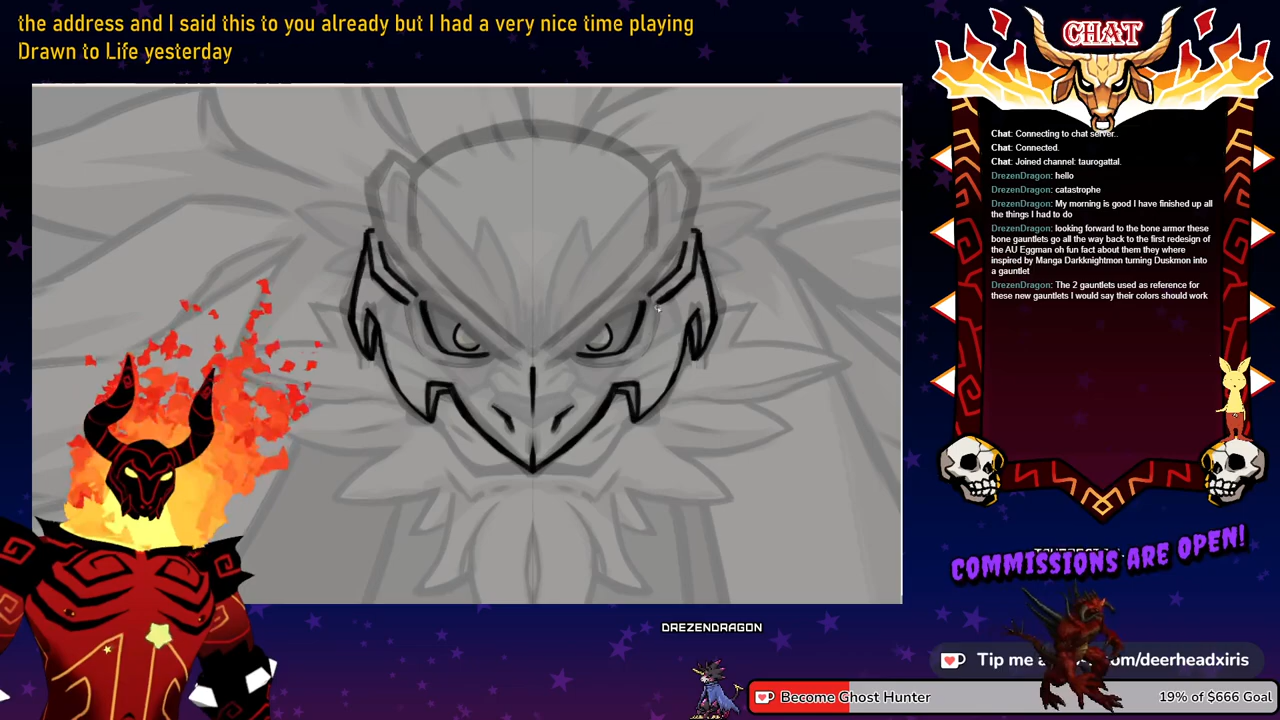 the address and I said this to you already but I had a very nice time playing
Drawn to Life yesterday
CHAT
Chat: Connecting to chat server..
Chat: Connected.
Chat: Joined channel: taurogattal.
DrezenDragon: hello
DrezenDragon: catastrophe
DrezenDragon: My morning is good I have finished up all
the things I had to do
DrezenDragon: looking forward to the bone armor these
bone gauntlets go all the way back to the first redesign of
the AU Eggman oh fun fact about them they where
inspired by Manga Darkknightmon turning Duskmon into
a gauntlet
DrezenDragon: The 2 gauntlets used as reference for
these new gauntlets I would say their colors should work
COMMISSIONS ARE OPEN!
DREZENDRAGON
Tip me a om/deerheadxiris
Become Ghost Hunter
19% of $666 Goal